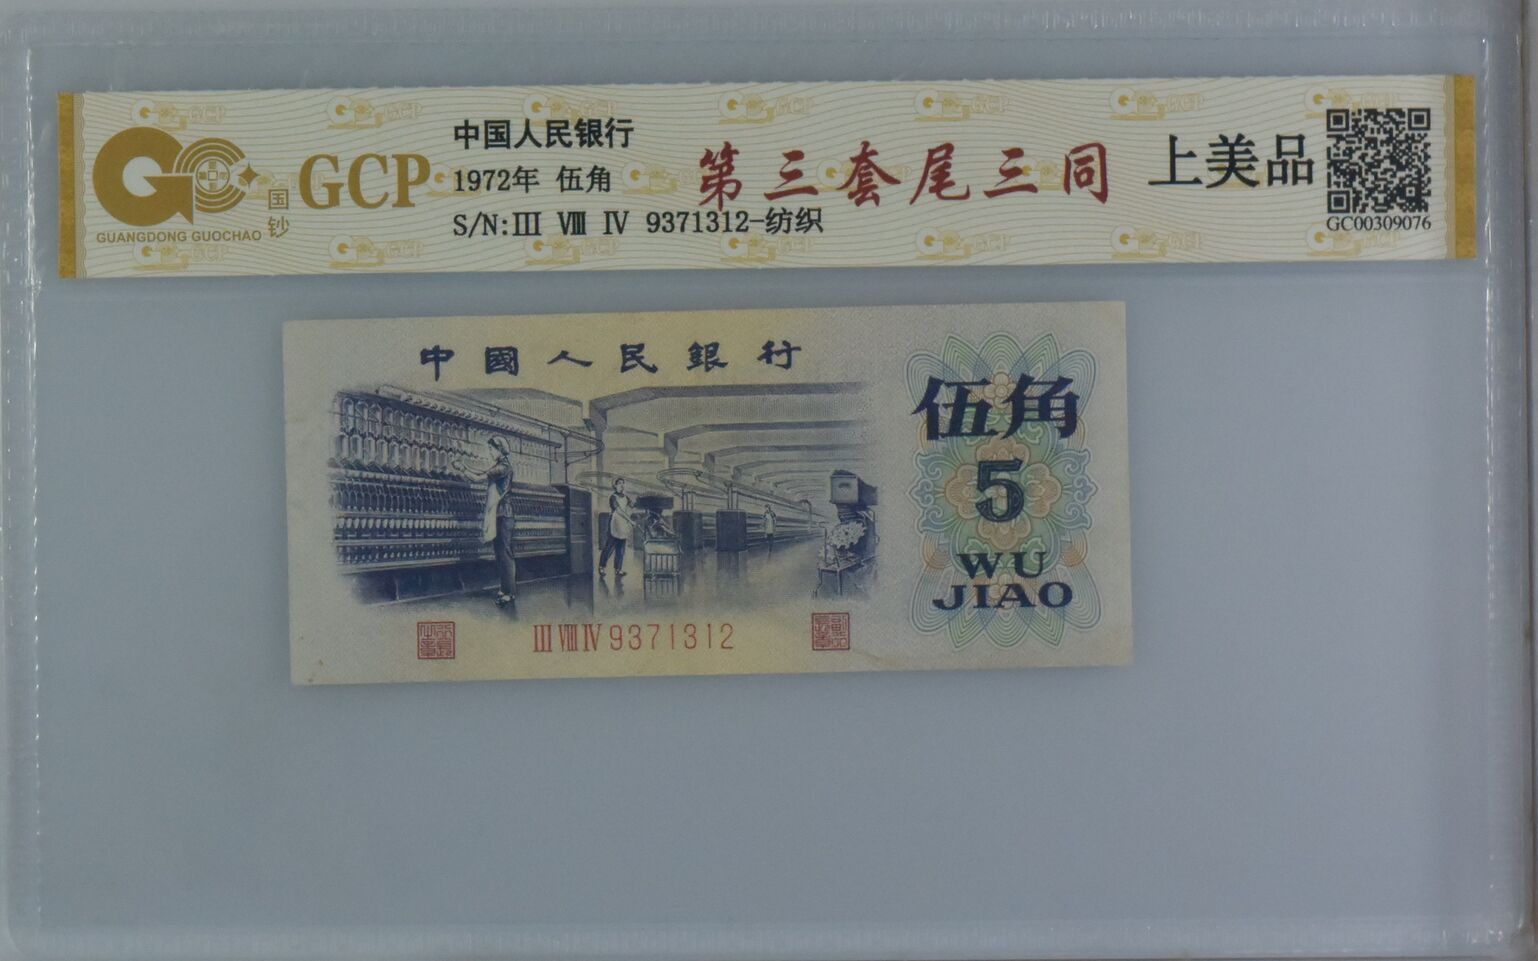 中国人民银行
1972年 伍角
S/N:III VIII IV 9371312-纺织
第三套尾三同
上美品
GCP
国钞
GUANGDONG GUOCHAO
GC00309076
中國人民銀行
伍角
5
WU
JIAO
III VIII IV 9371312